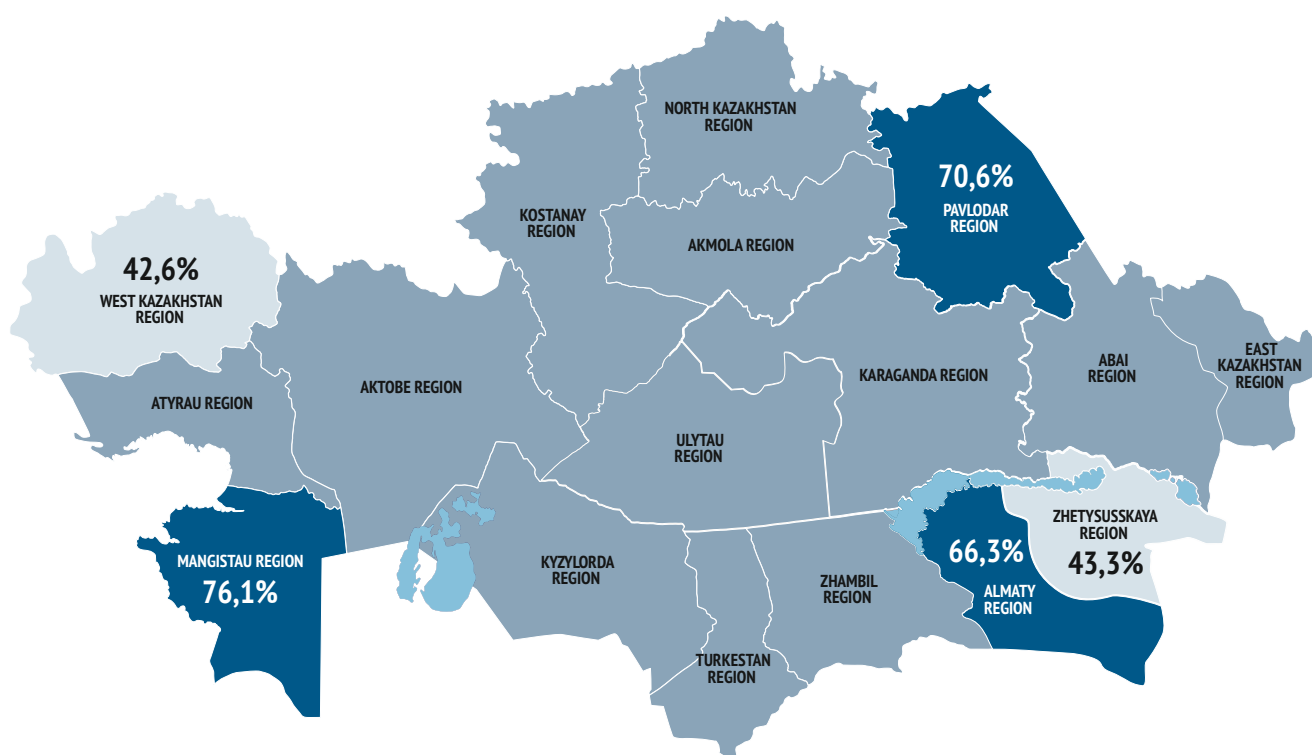 NORTH KAZAKHSTAN
REGION
70,6%
PAVLODAR
REGION
KOSTANAY
REGION
AKMOLA REGION
42,6%
WEST KAZAKHSTAN
REGION
EAST
KAZAKHSTAN
REGION
ABAI
REGION
KARAGANDA REGION
AKTOBE REGION
ATYRAU REGION
ULYTAU
REGION
ZHETYSUSSKAYA
REGION
43,3%
66,3%
ALMATY
REGION
MANGISTAU REGION
76,1%
KYZYLORDA
REGION
ZHAMBIL
REGION
TURKESTAN
REGION